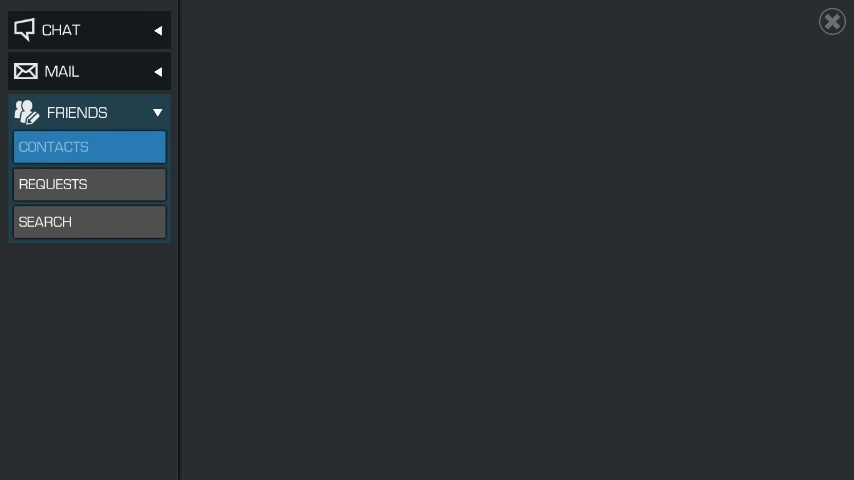 CHAT
MAIL
FRIENDS
CONTACTS
REQUESTS
SEARCH